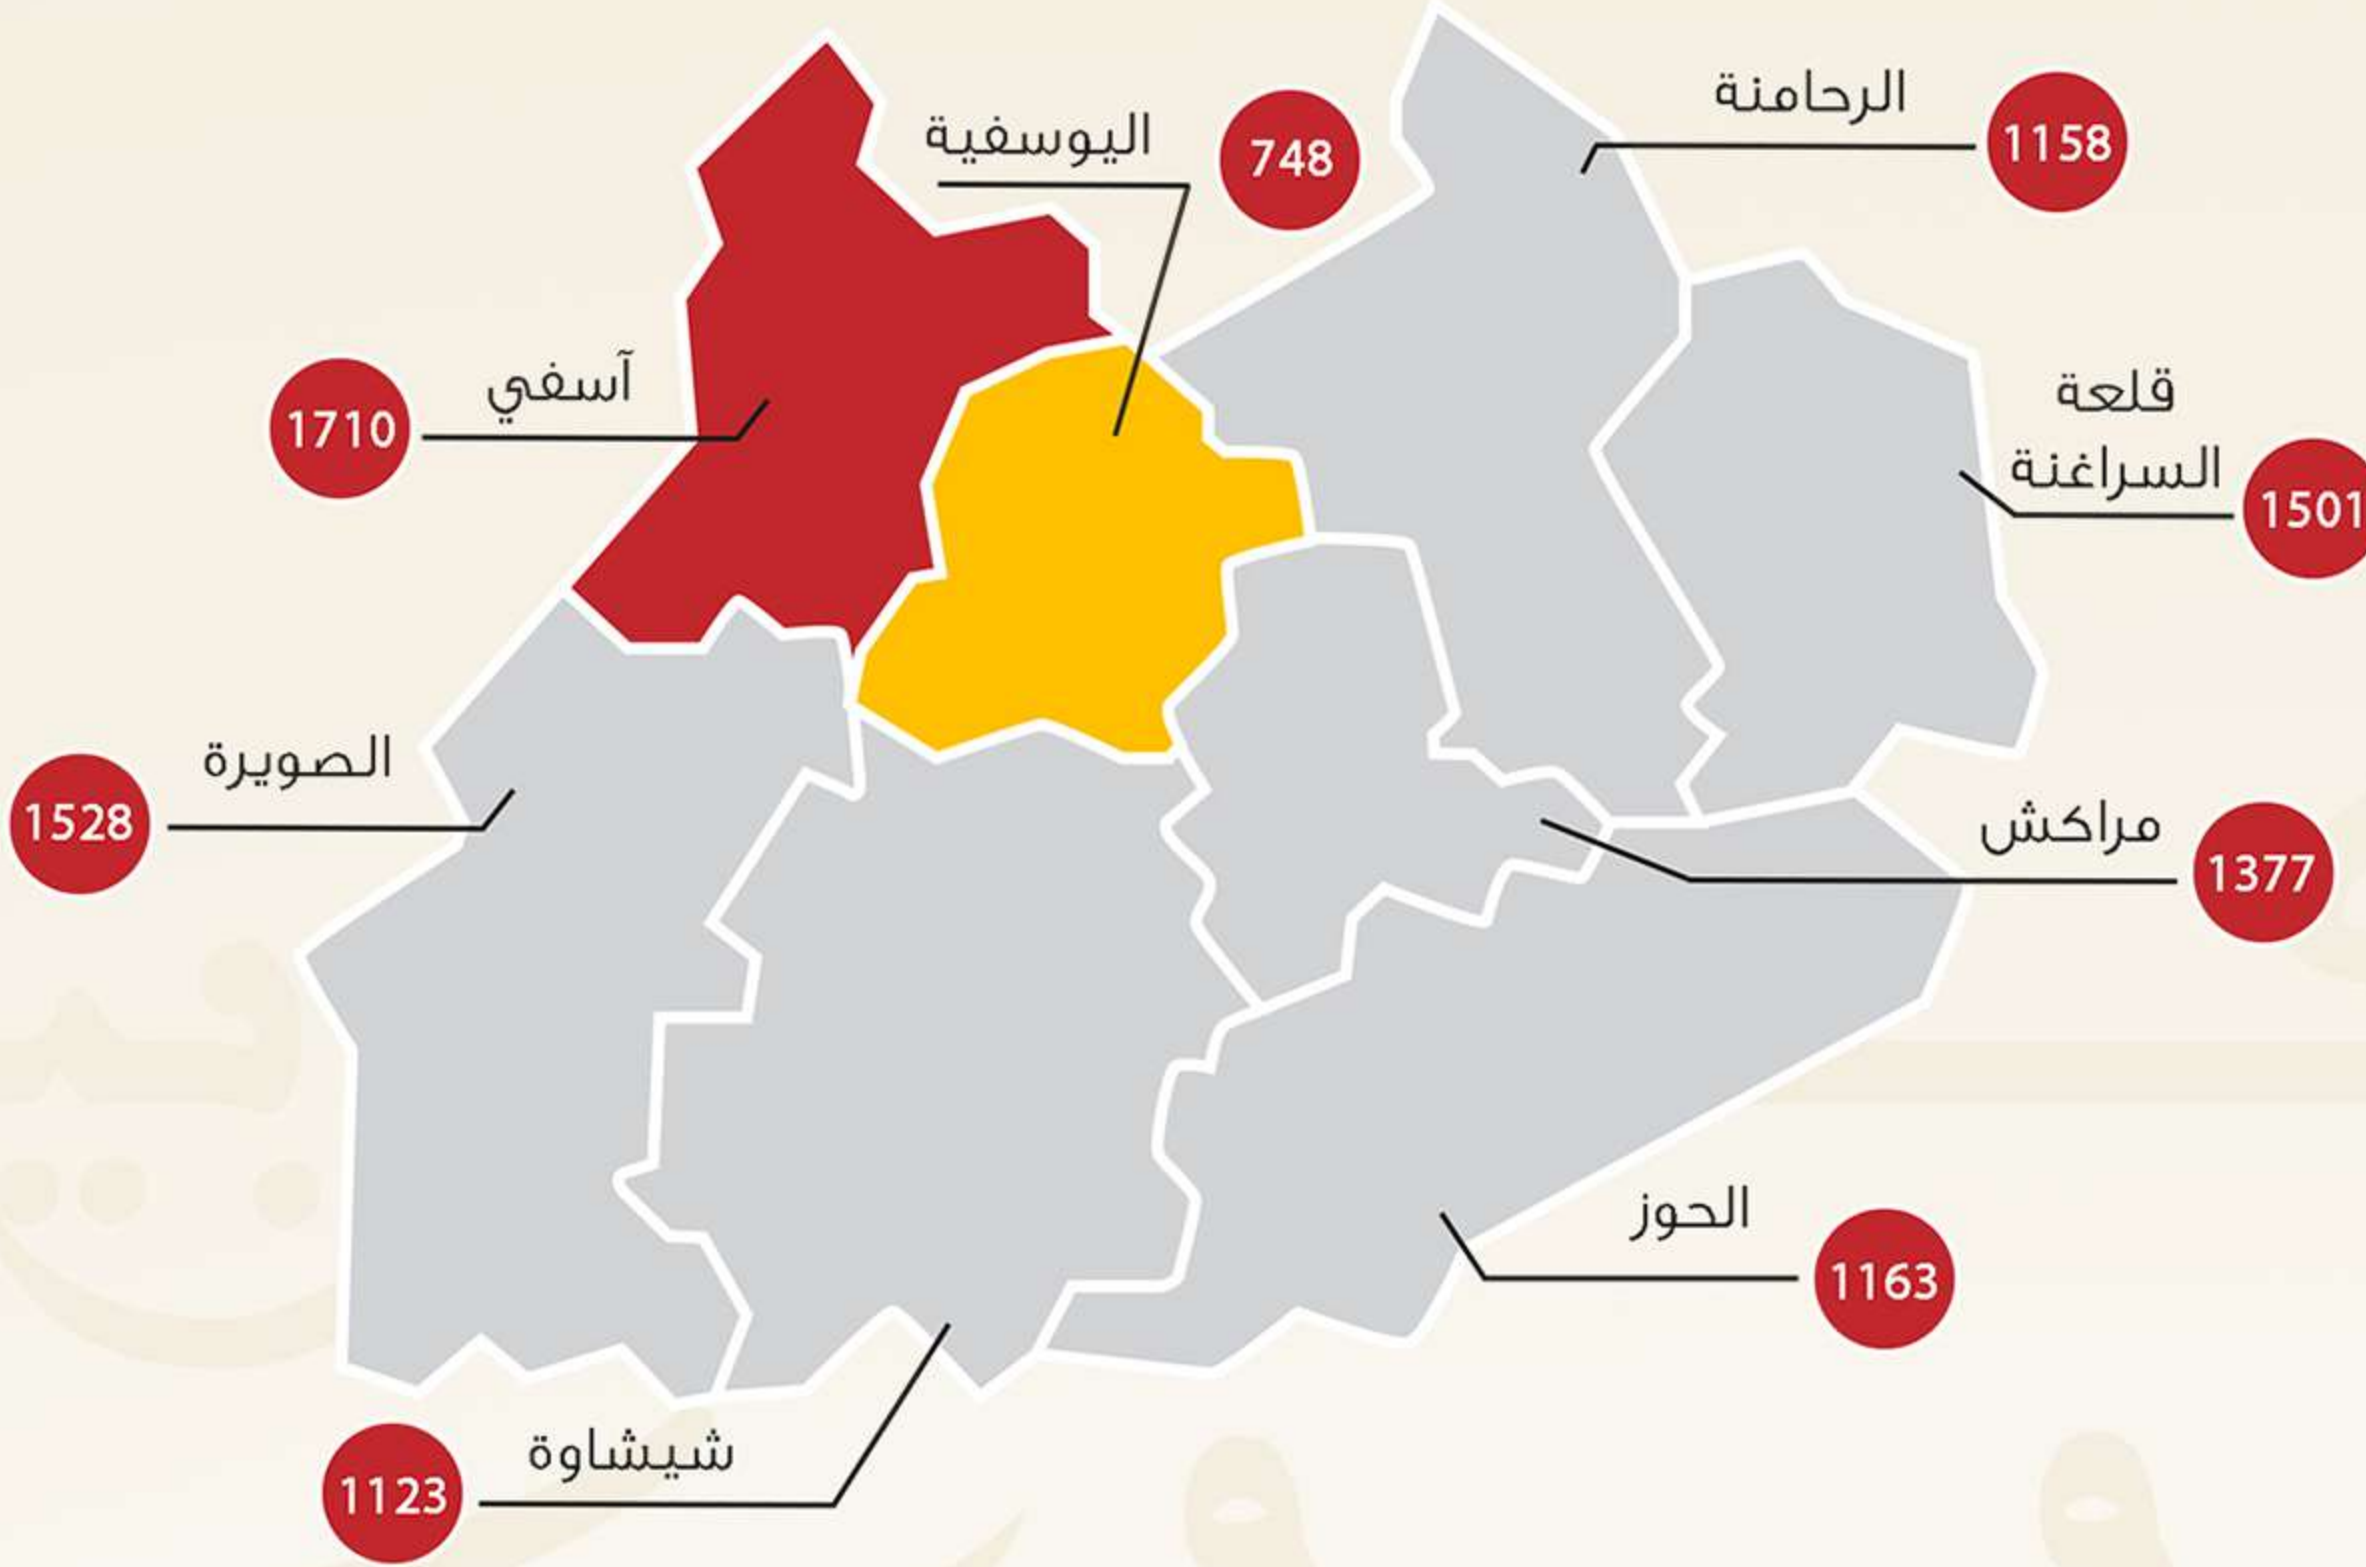 الرحامنة
1158
اليوسفية
748
قلعة
السراغنة
1501
آسفي
1710
الصويرة
1528
مراكش
1377
الحوز
1163
شيشاوة
1123